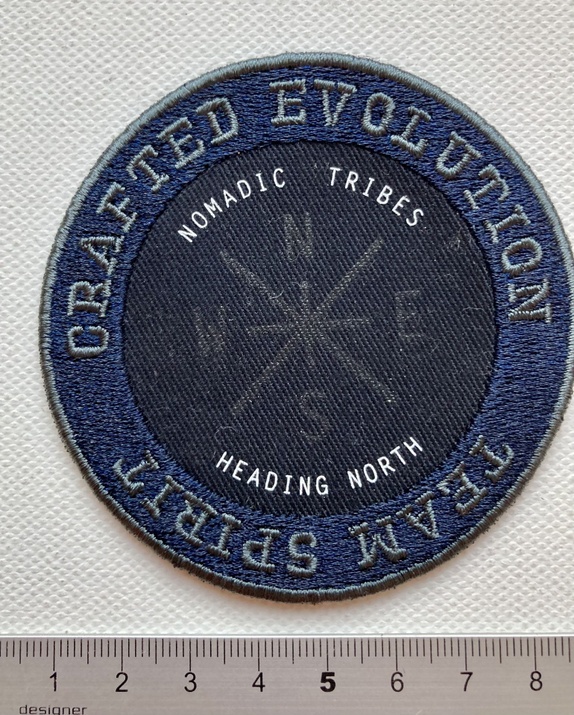 CRAFTED EVOLUTION
NOMADIC TRIBES
N
W E
S
HEADING NORTH
TEAM SPIRIT
1 2 3 4 5 6 7 8
designer